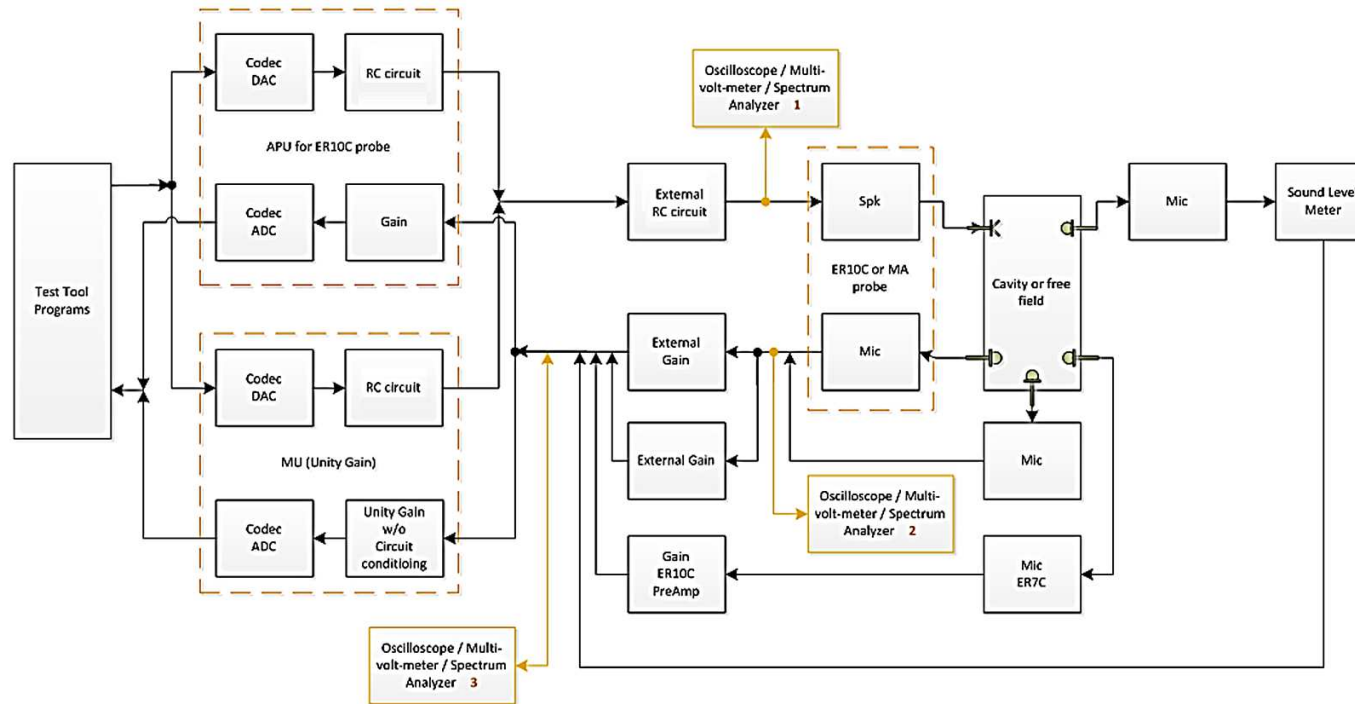 Codec
DAC
RC circuit
APU for ER10C probe
Codec
ADC
Gain
Test Tool
Programs
Codec
DAC
RC circuit
MU (Unity Gain)
Codec
ADC
Unity Gain
w/o
Circuit
conditioing
Oscilloscope / Multi-
volt-meter / Spectrum
Analyzer 1
External
RC circuit
Spk
ER10C or MA
probe
Mic
Cavity or free
field
Mic
Sound Level
Meter
External
Gain
External Gain
Mic
Oscilloscope / Multi-
volt-meter / Spectrum
Analyzer 2
Gain
ER10C
PreAmp
Mic
ER7C
Oscilloscope / Multi-
volt-meter / Spectrum
Analyzer 3